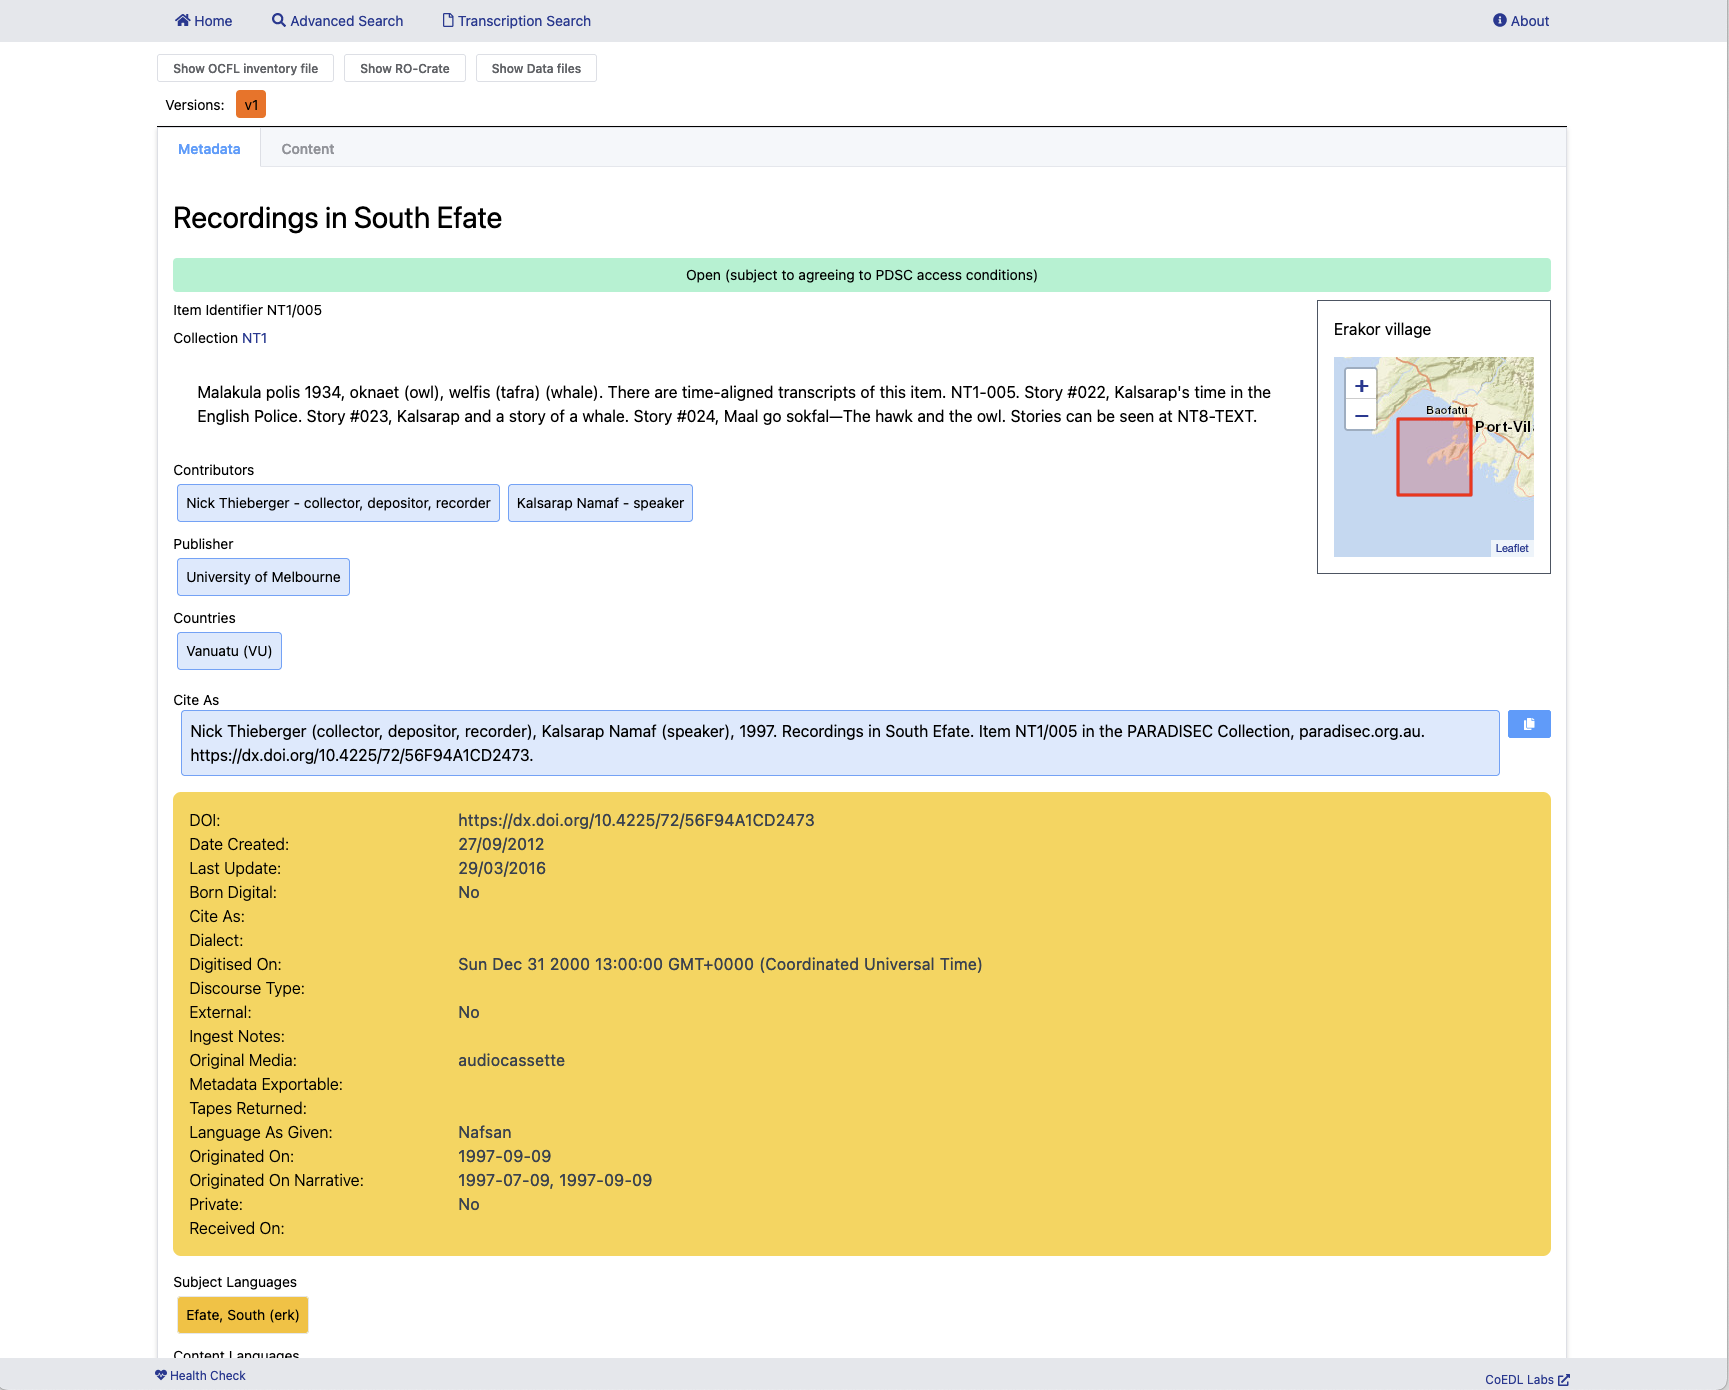 Home
Advanced Search
Transcription Search
About
Show OCFL inventory file
Show RO-Crate
Show Data files
Versions: v1
Metadata
Content
Recordings in South Efate
Open (subject to agreeing to PDSC access conditions)
Item Identifier NT1/005
Collection NT1
Malakula polis 1934, oknaet (owl), welfis (tafra) (whale). There are time-aligned transcripts of this item. NT1-005. Story #022, Kalsarap's time in the
English Police. Story #023, Kalsarap and a story of a whale. Story #024, Maal go sokfal—The hawk and the owl. Stories can be seen at NT8-TEXT.
Erakor village
+
−
Baofatu
Port-Vil
Leaflet
Contributors
Nick Thieberger - collector, depositor, recorder
Kalsarap Namaf - speaker
Publisher
University of Melbourne
Countries
Vanuatu (VU)
Cite As
Nick Thieberger (collector, depositor, recorder), Kalsarap Namaf (speaker), 1997. Recordings in South Efate. Item NT1/005 in the PARADISEC Collection, paradisec.org.au.
https://dx.doi.org/10.4225/72/56F94A1CD2473.
DOI: https://dx.doi.org/10.4225/72/56F94A1CD2473
Date Created: 27/09/2012
Last Update: 29/03/2016
Born Digital: No
Cite As:
Dialect:
Digitised On: Sun Dec 31 2000 13:00:00 GMT+0000 (Coordinated Universal Time)
Discourse Type:
External: No
Ingest Notes:
Original Media: audiocassette
Metadata Exportable:
Tapes Returned:
Language As Given: Nafsan
Originated On: 1997-09-09
Originated On Narrative: 1997-07-09, 1997-09-09
Private: No
Received On:
Subject Languages
Efate, South (erk)
Content Languages
Health Check
CoEDL Labs